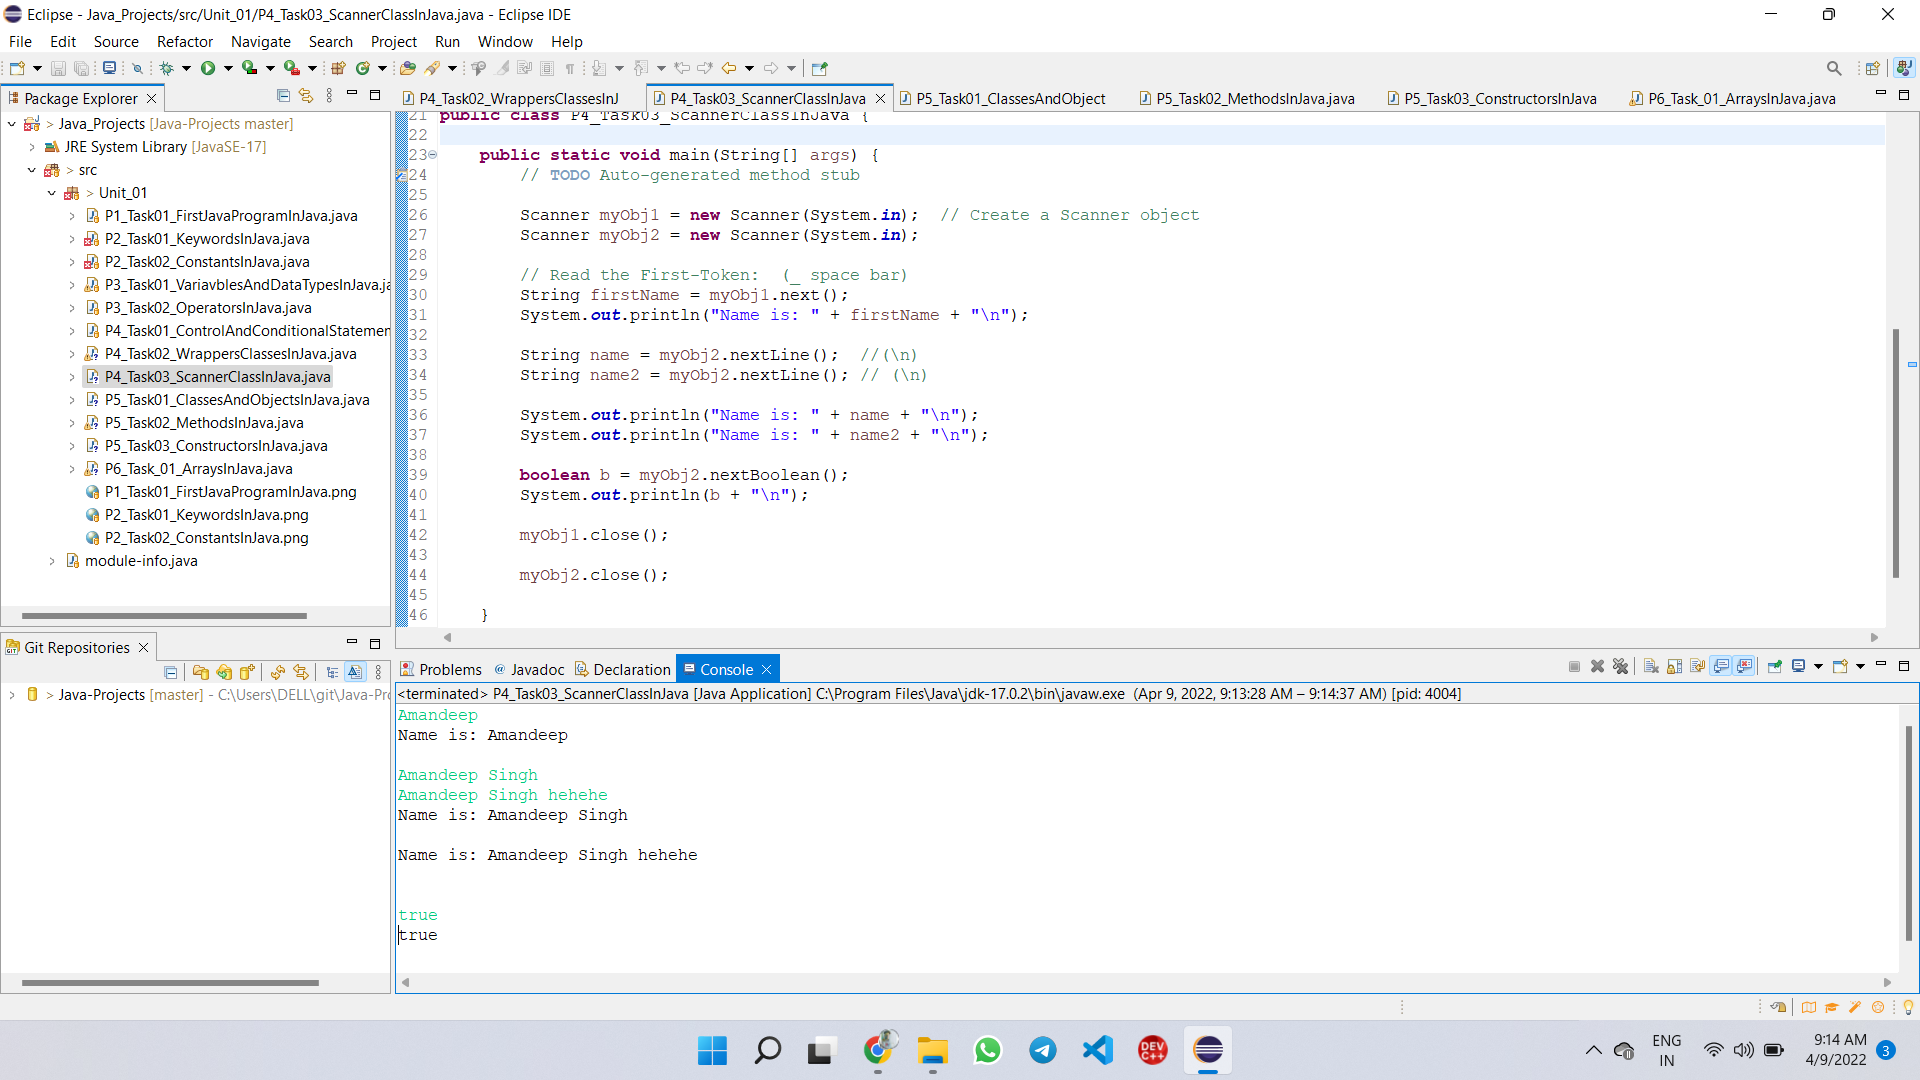 Eclipse - Java_Projects/src/Unit_01/P4_Task03_ScannerClassInJava.java - Eclipse IDE
File Edit Source Refactor Navigate Search Project Run Window Help
Package Explorer
P4_Task02_WrappersClassesInJ P4_Task03_ScannerClassInJava P5_Task01_ClassesAndObject P5_Task02_MethodsInJava.java P5_Task03_ConstructorsInJava P6_Task_01_ArraysInJava.java
> Java_Projects [Java-Projects master]
JRE System Library [JavaSE-17]
> src
> Unit_01
P1_Task01_FirstJavaProgramInJava.java
P2_Task01_KeywordsInJava.java
P2_Task02_ConstantsInJava.java
P3_Task01_VariavblesAndDataTypesInJava.ja
P3_Task02_OperatorsInJava.java
P4_Task01_ControlAndConditionalStatemen
P4_Task02_WrappersClassesInJava.java
P4_Task03_ScannerClassInJava.java
P5_Task01_ClassesAndObjectsInJava.java
P5_Task02_MethodsInJava.java
P5_Task03_ConstructorsInJava.java
P6_Task_01_ArraysInJava.java
P1_Task01_FirstJavaProgramInJava.png
P2_Task01_KeywordsInJava.png
P2_Task02_ConstantsInJava.png
module-info.java
21 public class P4_Task03_ScannerClassInJava {
22
23 public static void main(String[] args) {
24 // TODO Auto-generated method stub
25
26 Scanner myObj1 = new Scanner(System.in); // Create a Scanner object
27 Scanner myObj2 = new Scanner(System.in);
28
29 // Read the First-Token: (_ space bar)
30 String firstName = myObj1.next();
31 System.out.println("Name is: " + firstName + "\n");
32
33 String name = myObj2.nextLine(); //(\n)
34 String name2 = myObj2.nextLine(); // (\n)
35
36 System.out.println("Name is: " + name + "\n");
37 System.out.println("Name is: " + name2 + "\n");
38
39 boolean b = myObj2.nextBoolean();
40 System.out.println(b + "\n");
41
42 myObj1.close();
43
44 myObj2.close();
45
46 }
Git Repositories
> Java-Projects [master] - C:\Users\DELL\git\Java-Pro
Problems @ Javadoc Declaration Console
<terminated> P4_Task03_ScannerClassInJava [Java Application] C:\Program Files\Java\jdk-17.0.2\bin\javaw.exe (Apr 9, 2022, 9:13:28 AM – 9:14:37 AM) [pid: 4004]
Amandeep
Name is: Amandeep
Amandeep Singh
Amandeep Singh hehehe
Name is: Amandeep Singh
Name is: Amandeep Singh hehehe
true
true
DEV C++
ENG
IN
9:14 AM
4/9/2022
3